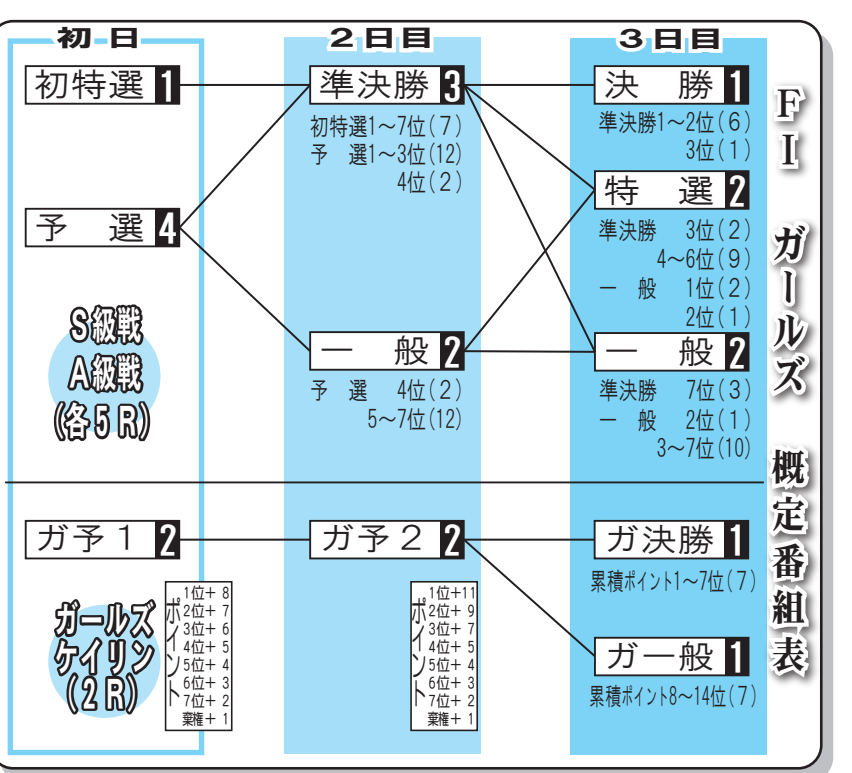 初日
初特選 1
予 選 4
S級戦
A級戦
(各5R)
ガ予1 2
ガールズ
ケイリン
(2R)
ポイント
1位+ 8
2位+ 7
3位+ 6
4位+ 5
5位+ 4
6位+ 3
7位+ 2
棄権+ 1
2日目
準決勝 3
初特選1〜7位(7)
予 選1〜3位(12)
4位(2)
一 般 2
予 選 4位(2)
5〜7位(12)
ガ予2 2
ポイント
1位+11
2位+ 9
3位+ 7
4位+ 5
5位+ 4
6位+ 3
7位+ 2
棄権+ 1
3日目
決 勝 1
準決勝1〜2位(6)
3位(1)
特 選 2
準決勝 3位(2)
4〜6位(9)
一 般 1位(2)
2位(1)
一 般 2
準決勝 7位(3)
一 般 2位(1)
3〜7位(10)
ガ決勝 1
累積ポイント1〜7位(7)
ガ一般 1
累積ポイント8〜14位(7)
FI ガールズ 概定番組表